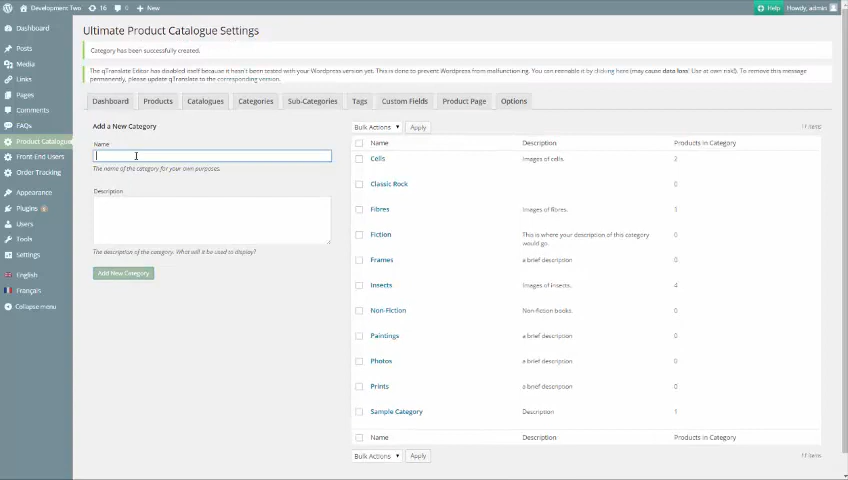 Development Two
16
0
New
Help
Howdy, admin
Dashboard
Posts
Media
Links
Pages
Comments
FAQs
Product Catalogue
Front-End Users
Order Tracking
Appearance
Plugins
Users
Tools
Settings
English
Français
Collapse menu
Ultimate Product Catalogue Settings
Category has been successfully created.
The qTranslate Editor has disabled itself because it hasn't been tested with your Wordpress version yet. This is done to prevent Wordpress from malfunctioning. You can reenable it by clicking here (may cause data loss! Use at own risk!). To remove this message
permanently, please update qTranslate to the corresponding version.
Dashboard Products Catalogues Categories Sub-Categories Tags Custom Fields Product Page Options
Add a New Category
Name
The name of the category for your own purposes.
Description
The description of the category. What will it be used to display?
Add New Category
Bulk Actions Apply 11 items
Name Description Products in Category
Cells Images of cells. 2
Classic Rock 0
Fibres Images of fibres. 3
Fiction This is where your description of this category 0
would go.
Frames a brief description 0
Insects Images of insects. 4
Non-Fiction Non-fiction books. 0
Paintings a brief description 0
Photos a brief description 0
Prints a brief description 0
Sample Category Description 1
Name Description Products in Category
Bulk Actions Apply 11 items